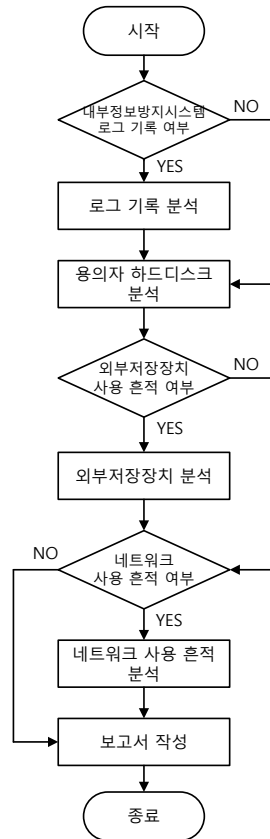 시작
내부정보방지시스템
로그 기록 여부
NO
YES
로그 기록 분석
용의자 하드디스크
분석
외부저장장치
사용 흔적 여부
NO
YES
외부저장장치 분석
NO
네트워크
사용 흔적 여부
YES
네트워크 사용 흔적
분석
보고서 작성
종료